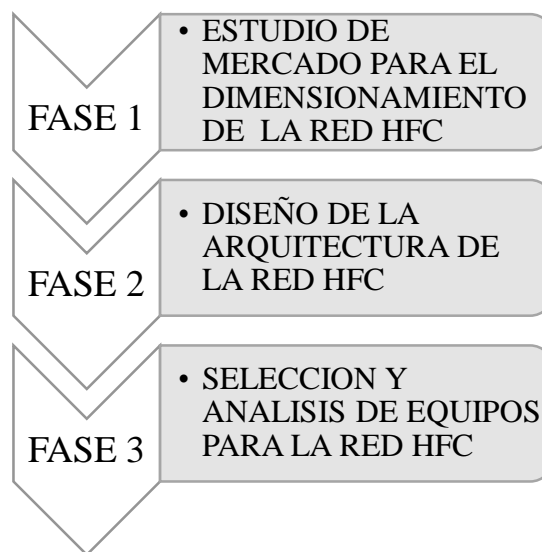 FASE 1
• ESTUDIO DE
MERCADO PARA EL
DIMENSIONAMIENTO
DE LA RED HFC
FASE 2
• DISEÑO DE LA
ARQUITECTURA DE
LA RED HFC
FASE 3
• SELECCION Y
ANALISIS DE EQUIPOS
PARA LA RED HFC